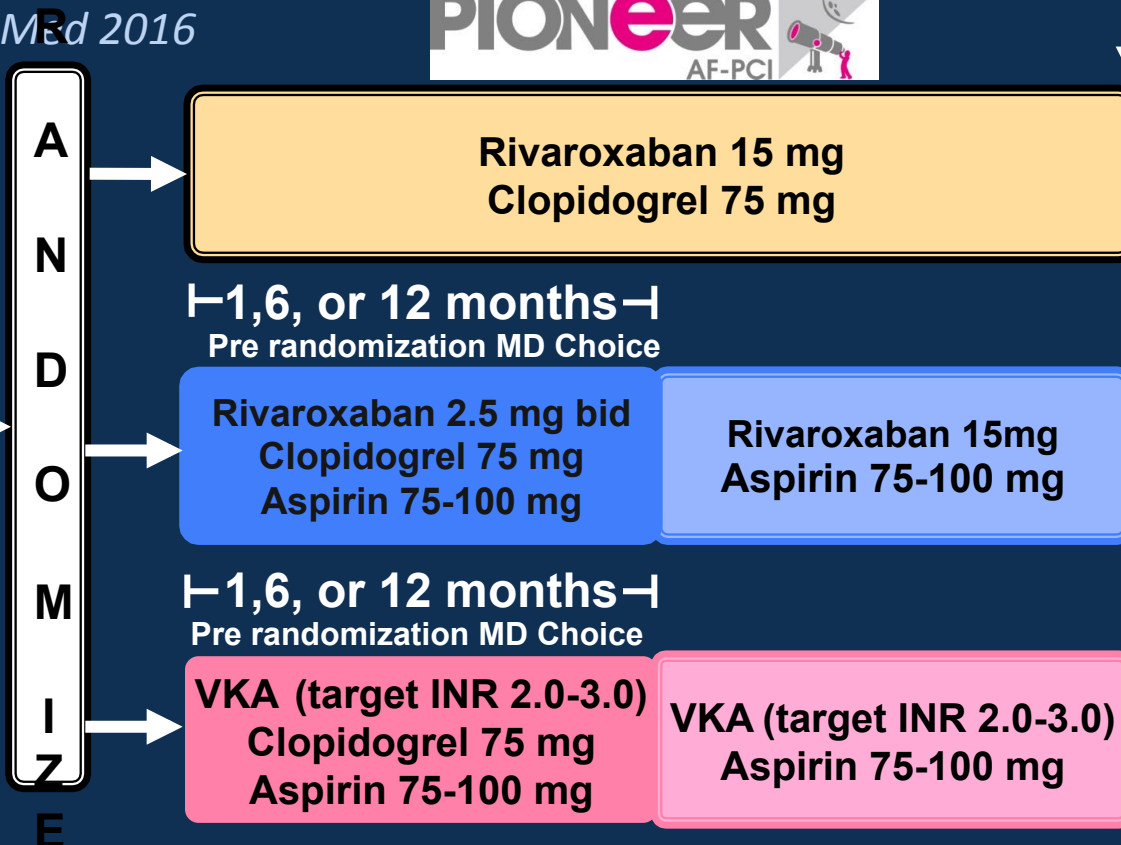 Med 2016
PIONEER
AF-PCI
R
A
N
D
O
M
I
Z
E
Rivaroxaban 15 mg
Clopidogrel 75 mg
⊢1,6, or 12 months⊣
Pre randomization MD Choice
Rivaroxaban 2.5 mg bid
Clopidogrel 75 mg
Aspirin 75-100 mg
Rivaroxaban 15mg
Aspirin 75-100 mg
⊢1,6, or 12 months⊣
Pre randomization MD Choice
VKA (target INR 2.0-3.0)
Clopidogrel 75 mg
Aspirin 75-100 mg
VKA (target INR 2.0-3.0)
Aspirin 75-100 mg